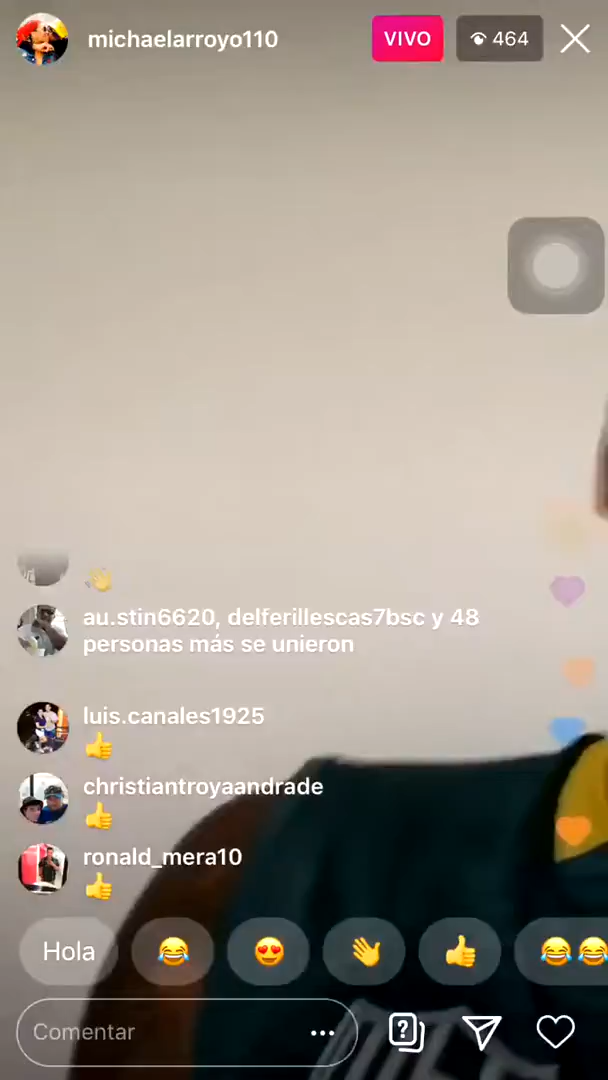 michaelarroyo110
VIVO
464
au.stin6620, delferillescas7bsc y 48
personas más se unieron
luis.canales1925
👍
christiantroyaandrade
👍
ronald_mera10
👍
Hola
Comentar